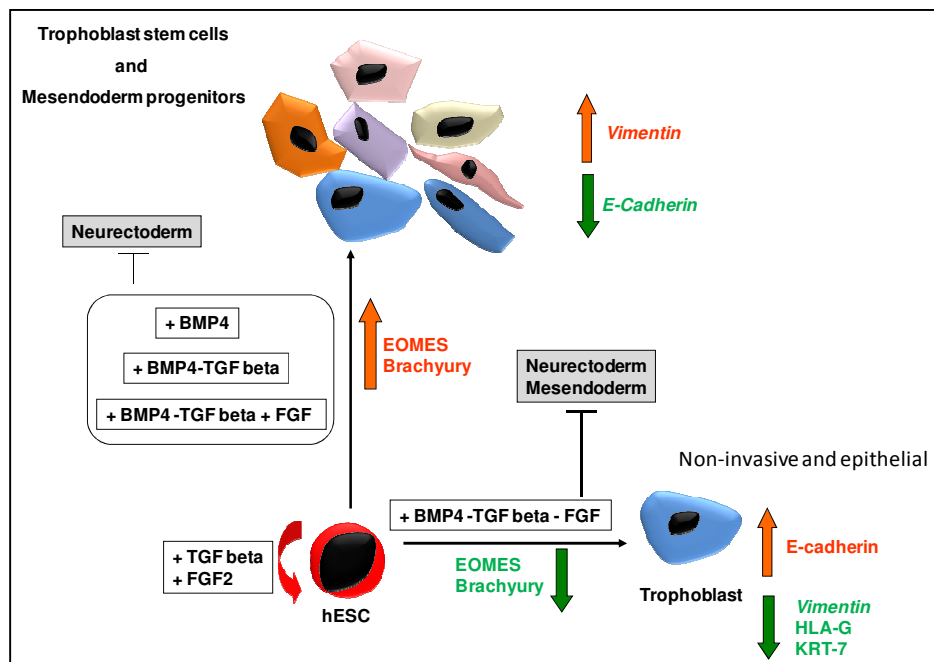 Trophoblast stem cells
and
Mesendoderm progenitors
Vimentin
E-Cadherin
Neurectoderm
+ BMP4
+ BMP4-TGF beta
+ BMP4 -TGF beta + FGF
EOMES
Brachyury
Neurectoderm
Mesendoderm
Non-invasive and epithelial
+ BMP4 -TGF beta - FGF
+ TGF beta
+ FGF2
hESC
EOMES
Brachyury
Trophoblast
E-cadherin
Vimentin
HLA-G
KRT-7